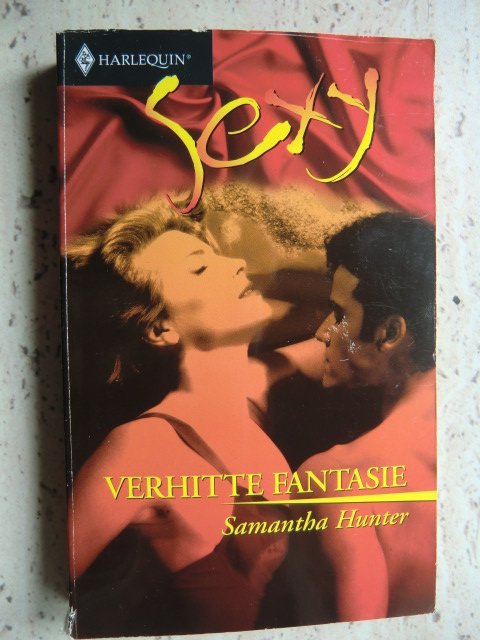 HARLEQUIN®
Sexy
VERHITTE FANTASIE
Samantha Hunter